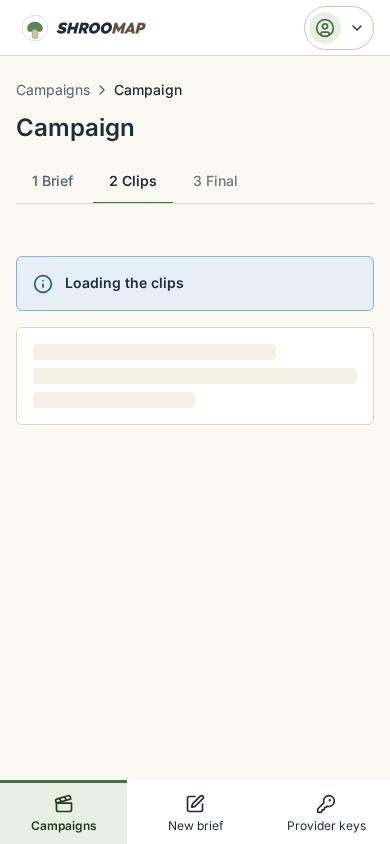 SHROOMAP
Campaigns > Campaign
Campaign
1 Brief 2 Clips 3 Final
Loading the clips
Campaigns New brief Provider keys